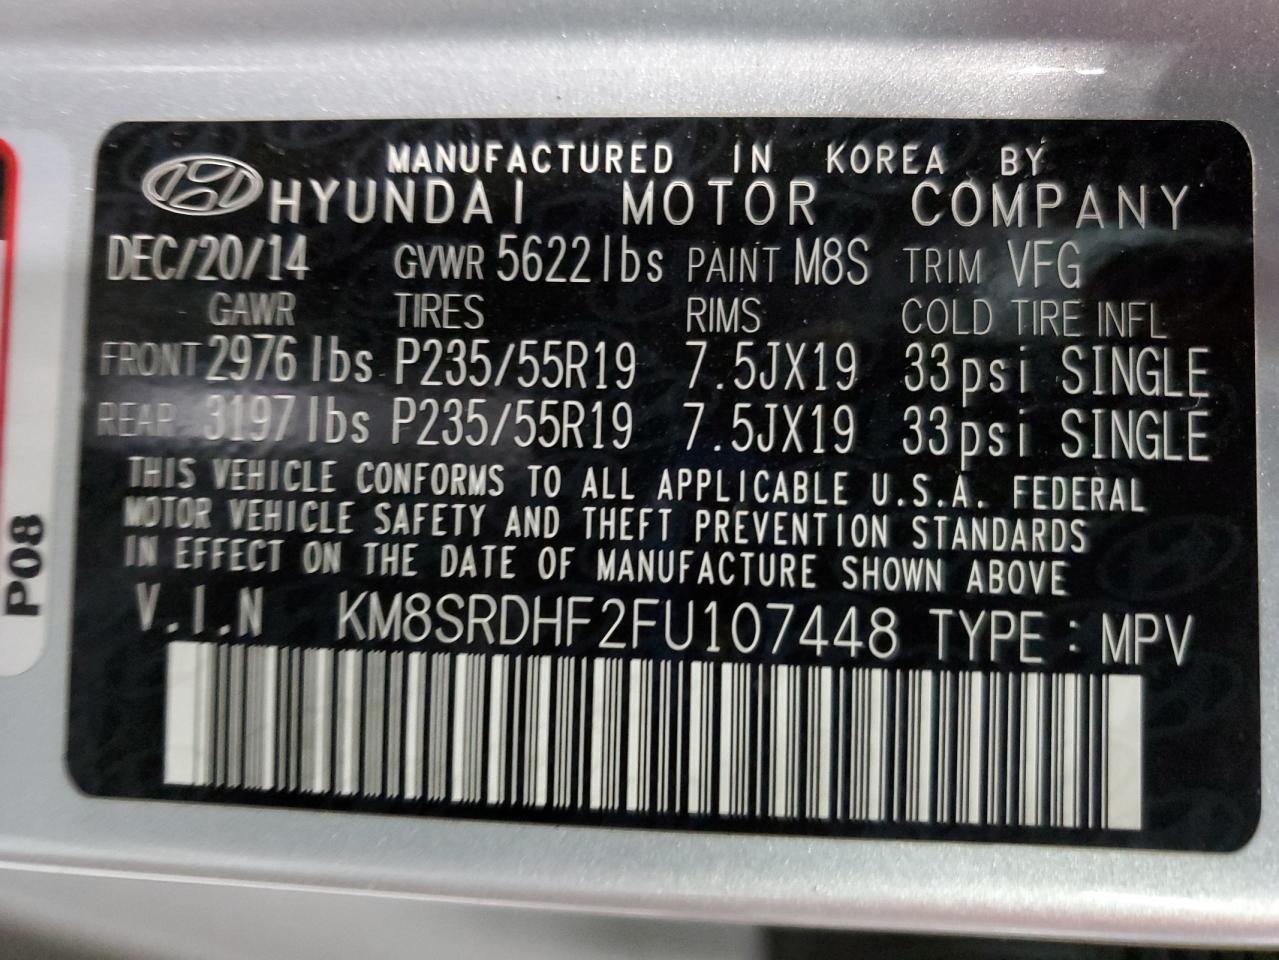 MANUFACTURED IN KOREA BY
HYUNDAI MOTOR COMPANY
DEC/20/14 GVWR 5622lbs PAINT M8S TRIM VFG
GAWR TIRES RIMS COLD TIRE INFL
FRONT 2976 lbs P235/55R19 7.5JX19 33psi SINGLE
REAR 3197 lbs P235/55R19 7.5JX19 33psi SINGLE
THIS VEHICLE CONFORMS TO ALL APPLICABLE U.S.A. FEDERAL
MOTOR VEHICLE SAFETY AND THEFT PREVENTION STANDARDS
IN EFFECT ON THE DATE OF MANUFACTURE SHOWN ABOVE
V.I.N KM8SRDHF2FU107448 TYPE : MPV
P08